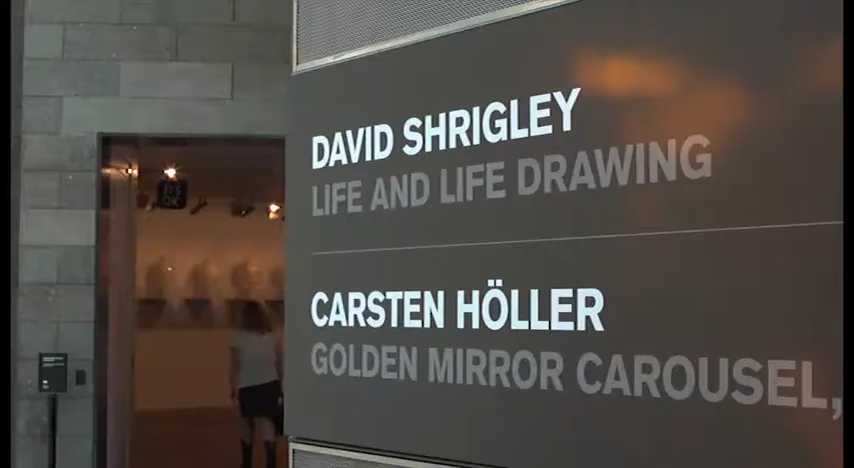 DAVID SHRIGLEY
LIFE AND LIFE DRAWING
CARSTEN HÖLLER
GOLDEN MIRROR CAROUSEL,